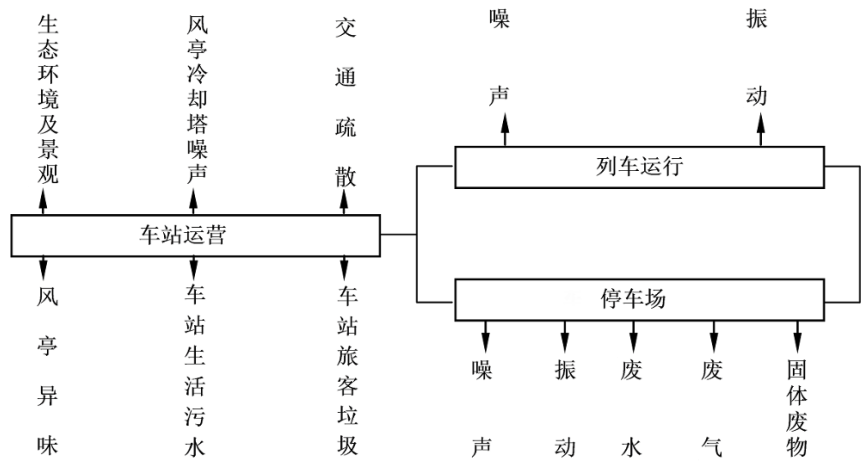 生态环境及景观
风亭冷却塔噪声
交通疏散
噪声
振动
列车运行
车站运营
停车场
风亭异味
车站生活污水
车站旅客垃圾
噪声
振动
废水
废气
固体废物